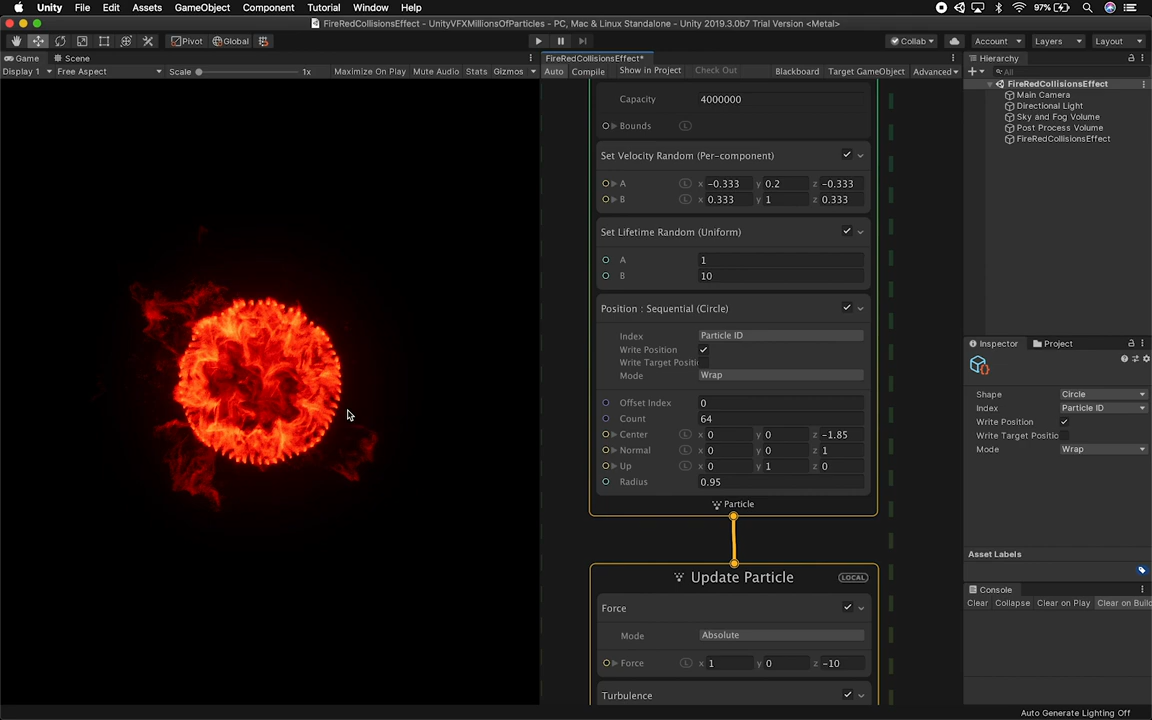 Unity File Edit Assets GameObject Component Tutorial Window Help 97%
FireRedCollisionsEffect - UnityVFXMillionsOfParticles - PC, Mac & Linux Standalone - Unity 2019.3.0b7 Trial Version <Metal>
Pivot Global Collab Account Layers Layout
Game Scene
Display 1 Free Aspect Scale 1x Maximize On Play Mute Audio Stats Gizmos
FireRedCollisionsEffect*
Auto Compile Show in Project Check Out Blackboard Target GameObject Advanced
Capacity 4000000
Bounds L
Set Velocity Random (Per-component)
A L x -0.333 y 0.2 z -0.333
B L x 0.333 y 1 z 0.333
Set Lifetime Random (Uniform)
A 1
B 10
Position : Sequential (Circle)
Index Particle ID
Write Position
Write Target Positic
Mode Wrap
Offset Index 0
Count 64
Center L x 0 y 0 z -1.85
Normal L x 0 y 0 z 1
Up L x 0 y 1 z 0
Radius 0.95
Particle
Update Particle LOCAL
Force
Mode Absolute
Force L x 1 y 0 z -10
Turbulence
Hierarchy
All
FireRedCollisionsEffect
Main Camera
Directional Light
Sky and Fog Volume
Post Process Volume
FireRedCollisionsEffect
Inspector Project
Shape Circle
Index Particle ID
Write Position
Write Target Positio
Mode Wrap
Asset Labels
Console
Clear Collapse Clear on Play Clear on Build
Auto Generate Lighting Off